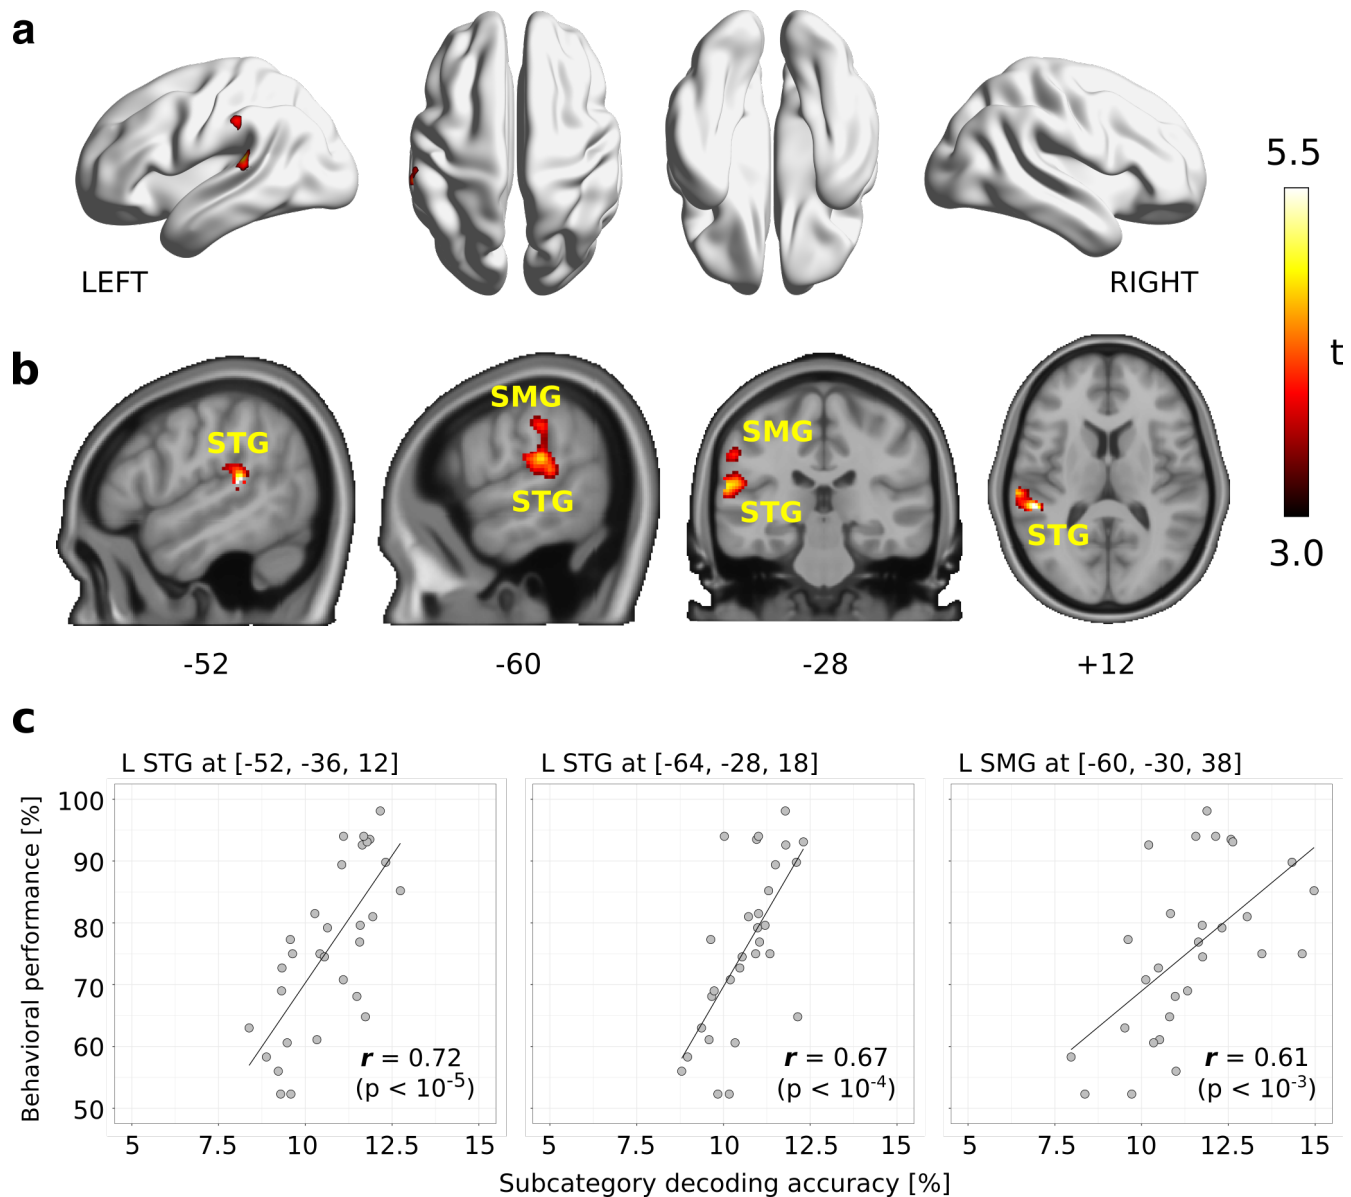 a
LEFT
RIGHT
5.5
t
3.0
b
STG
SMG
STG
SMG
STG
STG
-52
-60
-28
+12
c
L STG at [-52, -36, 12]
L STG at [-64, -28, 18]
L SMG at [-60, -30, 38]
Behavioral performance [%]
100
90
80
70
60
50
r = 0.72
(p < 10⁻⁵)
r = 0.67
(p < 10⁻⁴)
r = 0.61
(p < 10⁻³)
5 7.5 10 12.5 15
5 7.5 10 12.5 15
5 7.5 10 12.5 15
Subcategory decoding accuracy [%]